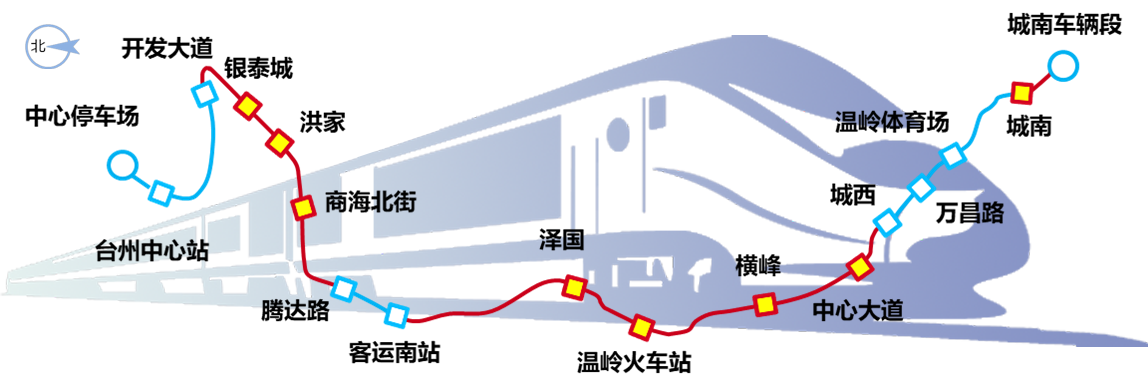 北
开发大道
银泰城
中心停车场
洪家
台州中心站
商海北街
腾达路
客运南站
泽国
温岭火车站
横峰
中心大道
城西
万昌路
温岭体育场
城南
城南车辆段